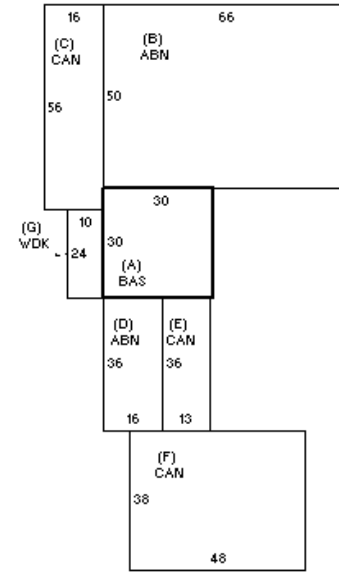 16
66
(C)
CAN
(B)
ABN
50
56
30
10
(G)
WDK
24
30
(A)
BAS
(D)
ABN
(E)
CAN
36
36
16
13
(F)
CAN
38
48